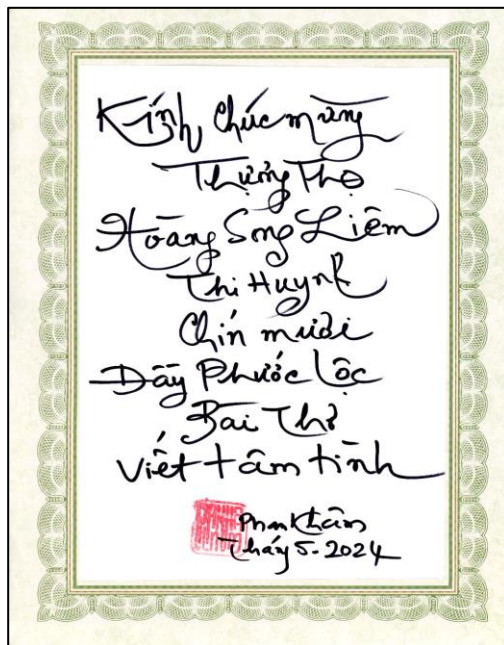 Kính Chúc mừng
Thượng Thọ
Hoàng Song Liêm
Thi Huynh
Chín mươi
Đầy Phước Lộc
Bài Thơ
Viết tâm tình
Phan Khâm
Tháng 5-2024